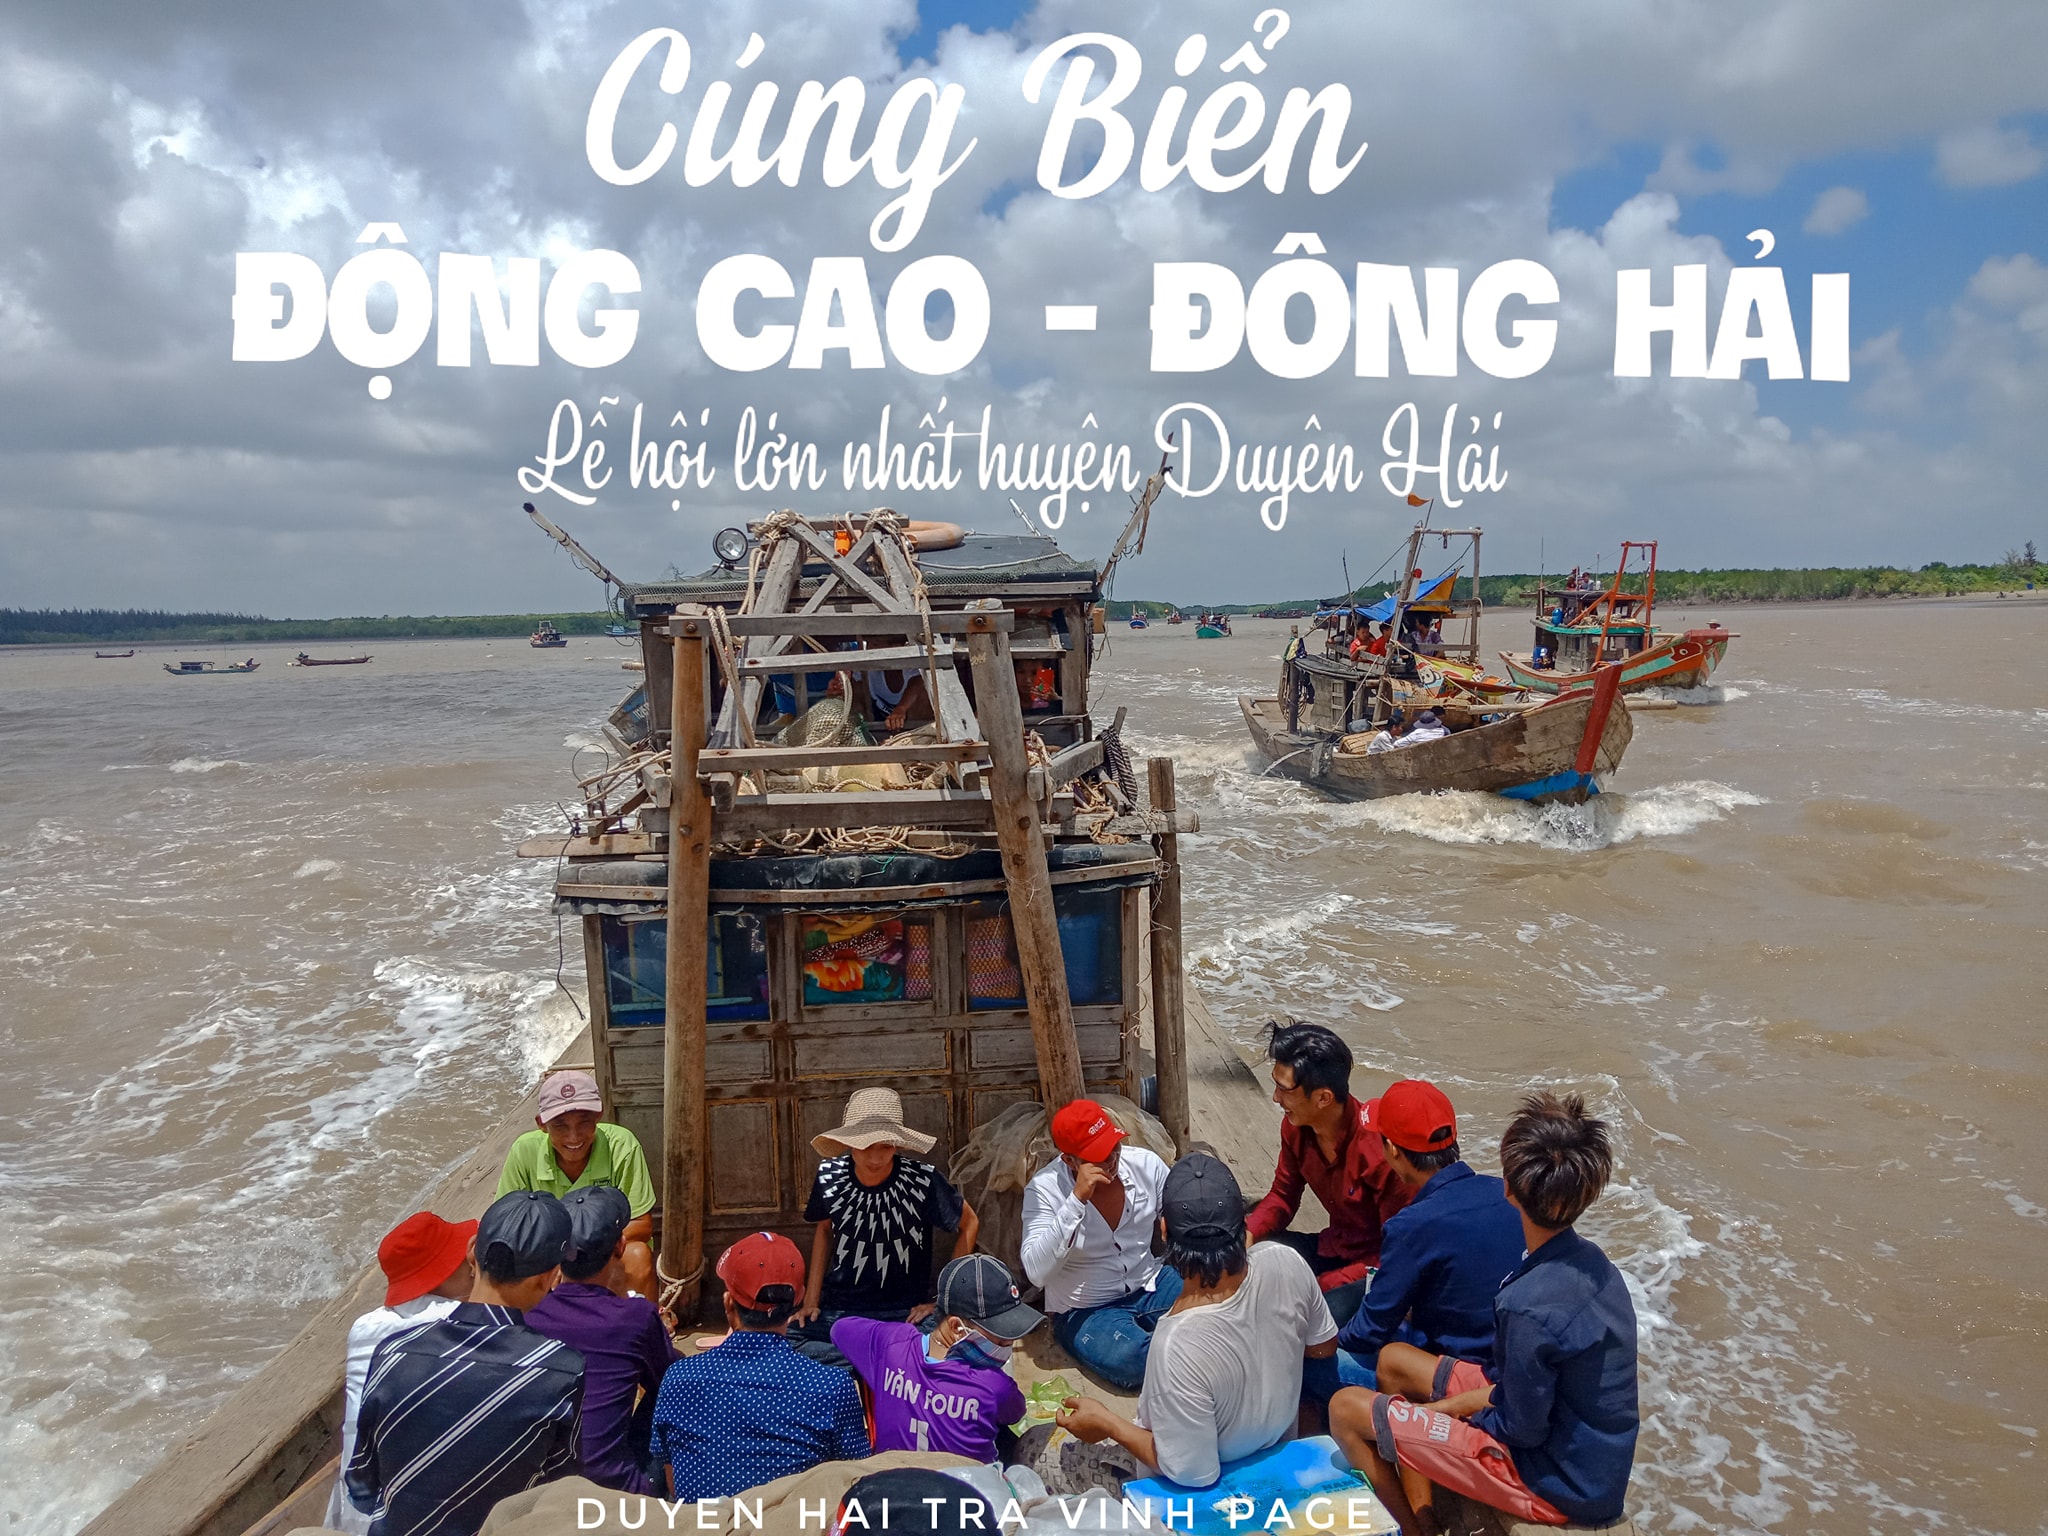 Cúng Biển
ĐỘNG CAO - ĐÔNG HẢI
Lễ hội lớn nhất huyện Duyên Hải
VĂN FOUR
7
DUYEN HAI TRA VINH PAGE